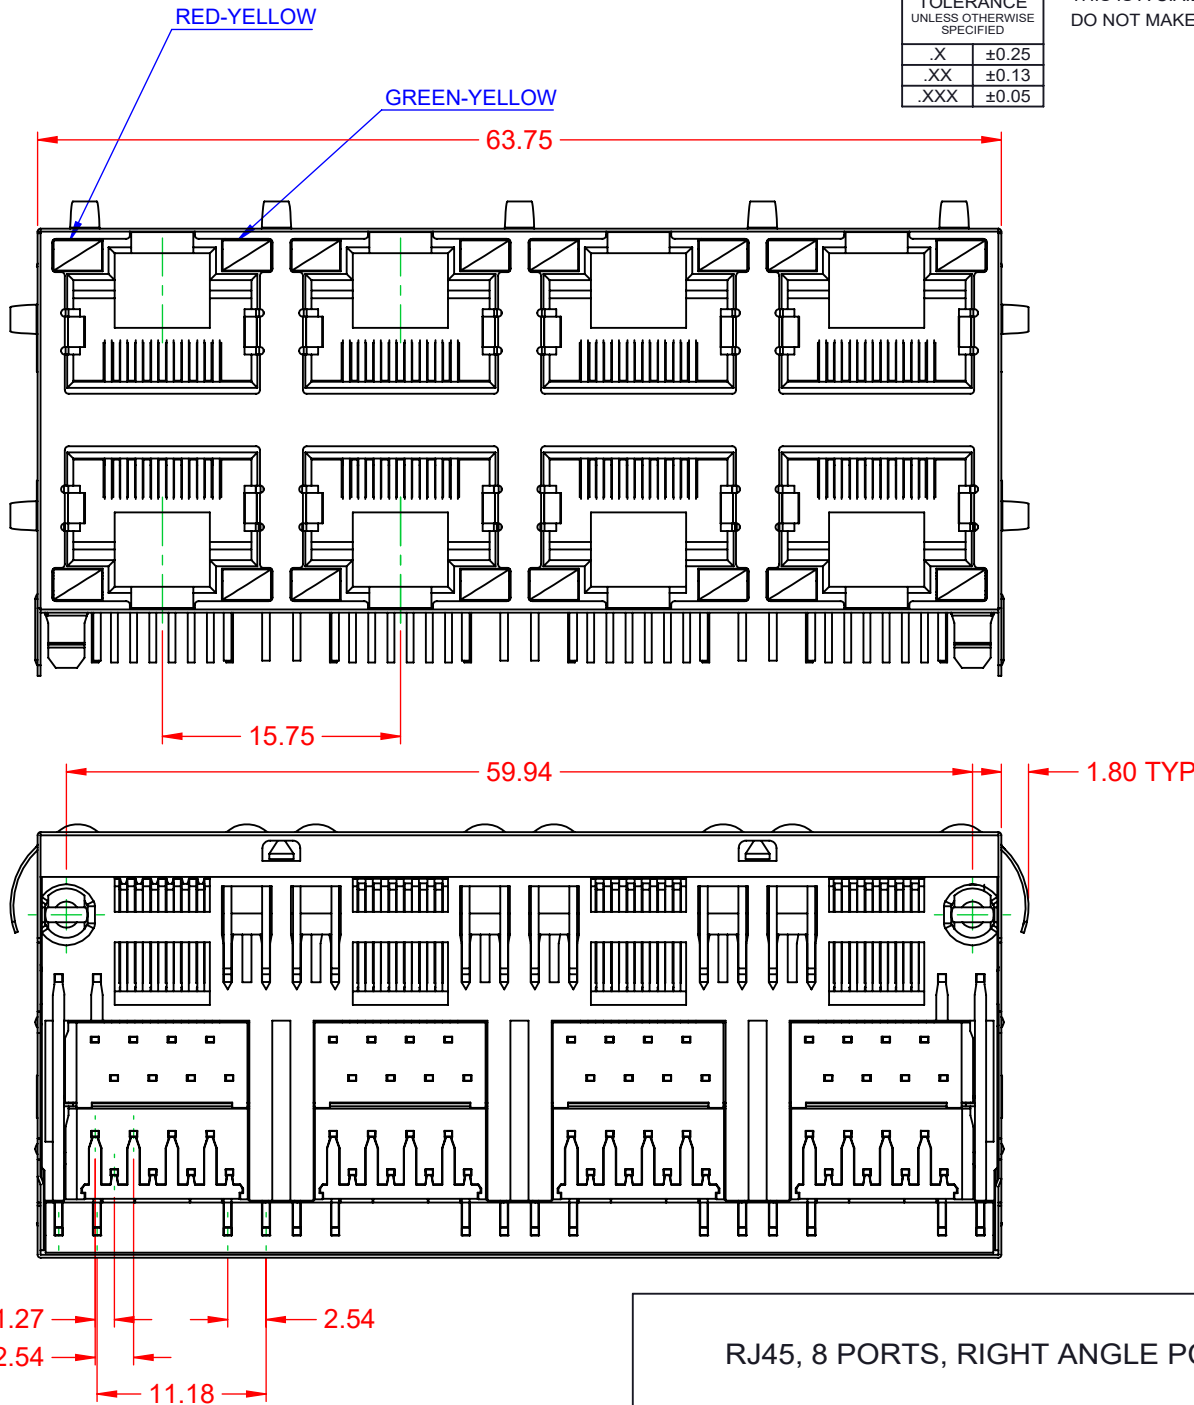 RED-YELLOW
GREEN-YELLOW
TOLERANCE
UNLESS OTHERWISE
SPECIFIED
.X ±0.25
.XX ±0.13
.XXX ±0.05
DO NOT MAKE
63.75
15.75
59.94
1.80 TYP
1.27
2.54
2.54
11.18
RJ45, 8 PORTS, RIGHT ANGLE